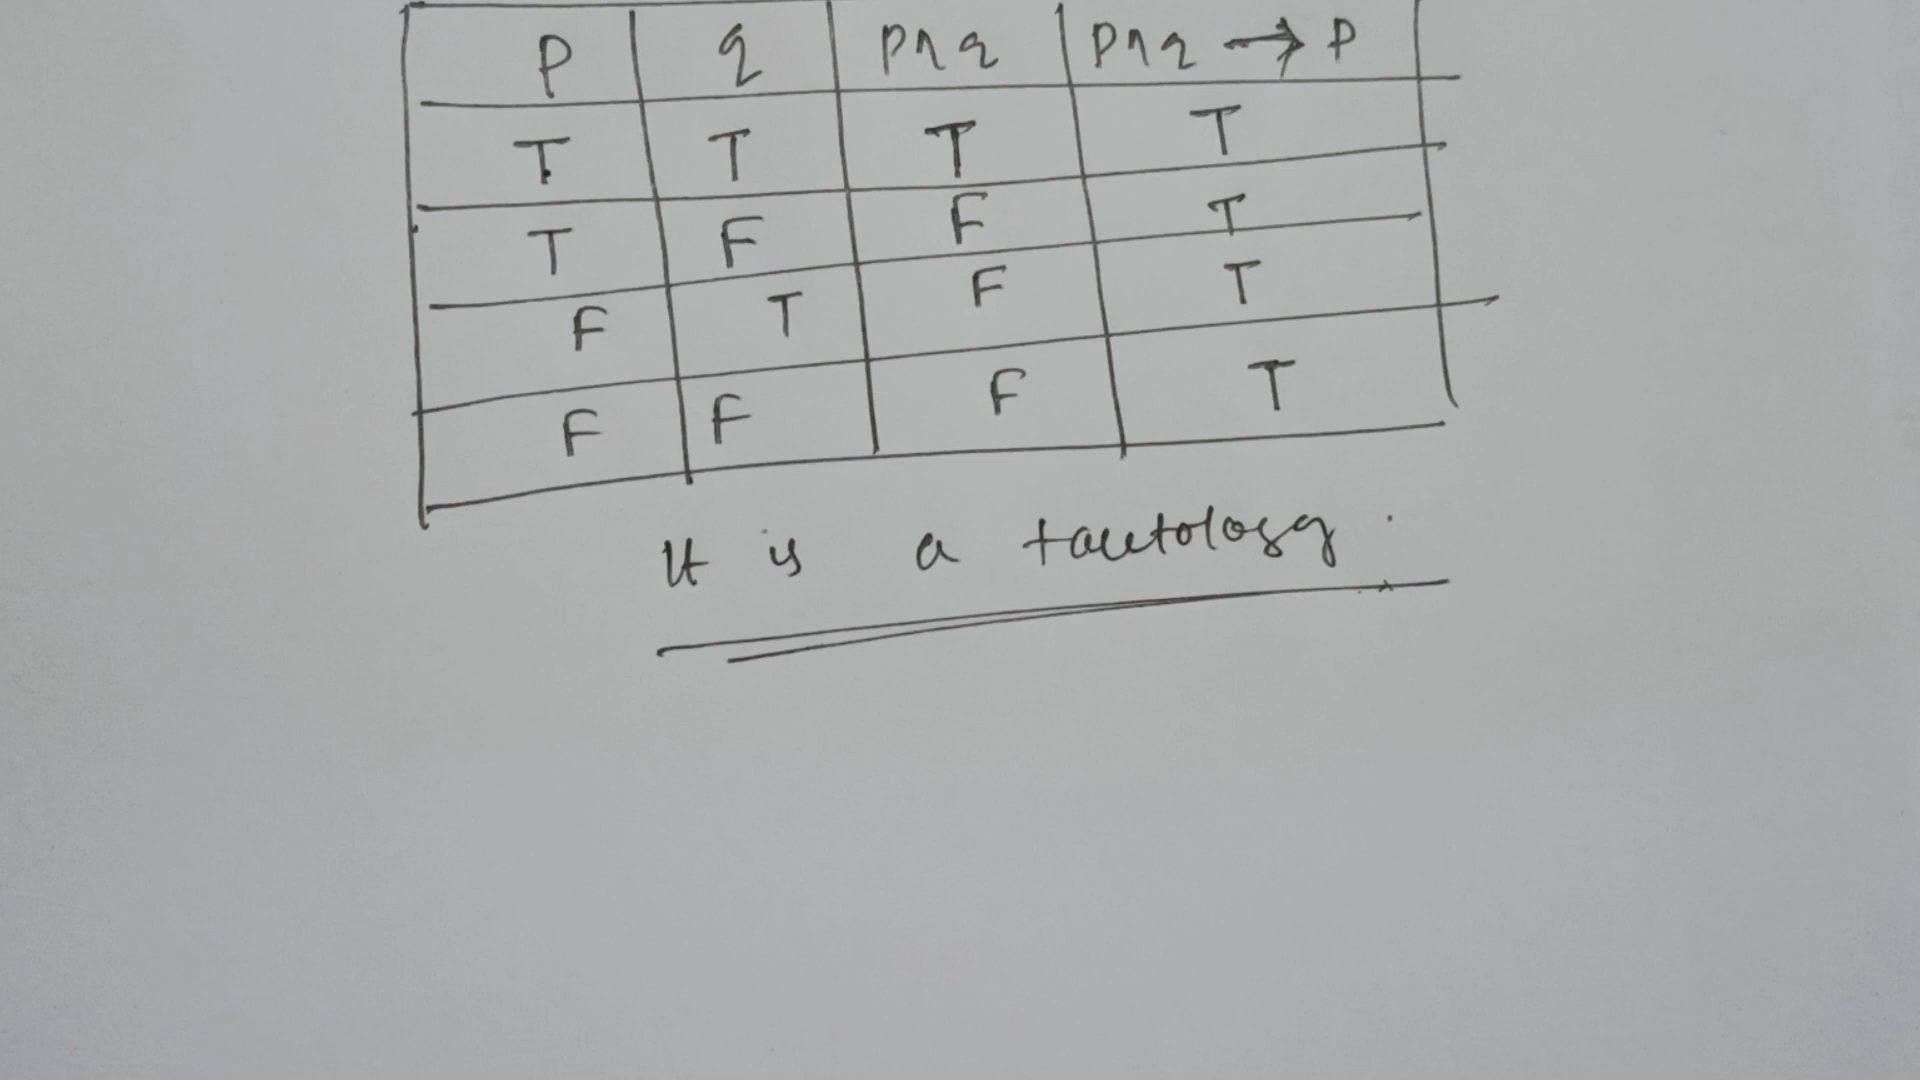 P q P∧q P∧q → P
T T T T
T F F T
F T F T
F F F T
It is a tautology.